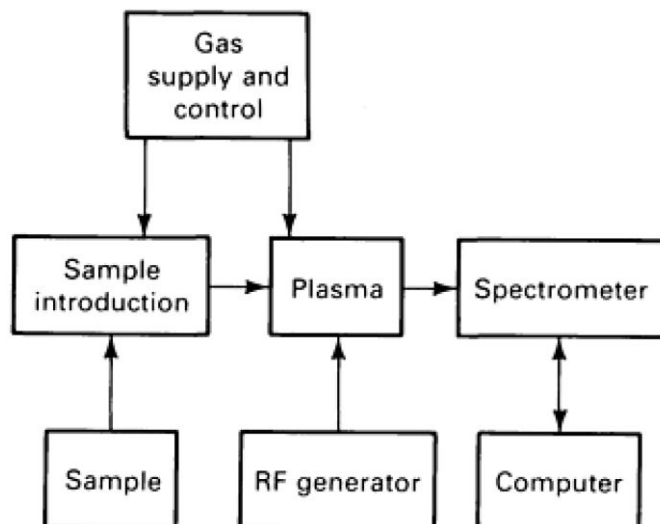 Gas
supply and
control
Sample
introduction
Plasma
Spectrometer
Sample
RF generator
Computer